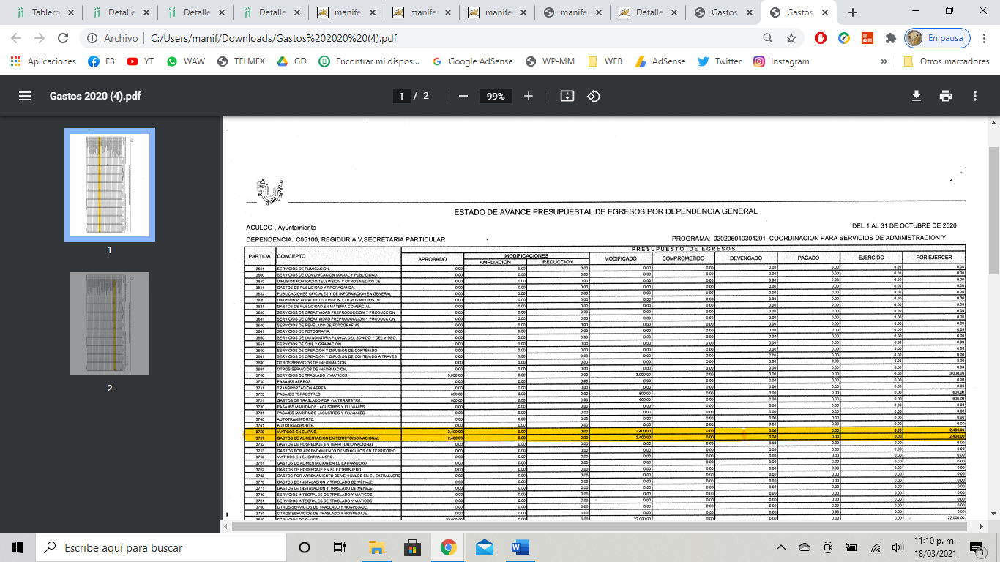 Tablero
Detalle
Detalle
Detalle
manife
manife
manife
manife
Detalle
Gastos
Gastos
Archivo
C:/Users/manif/Downloads/Gastos%202020%20(4).pdf
En pausa
Aplicaciones
FB
YT
WAW
TELMEX
GD
Encontrar mi dispo...
Google AdSense
WP-MM
WEB
AdSense
Twitter
Instagram
»
Otros marcadores
Gastos 2020 (4).pdf
1 / 2
99%
1
2
ESTADO DE AVANCE PRESUPUESTAL DE EGRESOS POR DEPENDENCIA GENERAL
ACULCO , Ayuntamiento
DEL 1 AL 31 DE OCTUBRE DE 2020
DEPENDENCIA: C05100, REGIDURIA V,SECRETARIA PARTICULAR
PROGRAMA: 020206010304201 COORDINACION PARA SERVICIOS DE ADMINISTRACION Y
PRESUPUESTO DE EGRESOS
PARTIDA CONCEPTO APROBADO MODIFICACIONES MODIFICADO COMPROMETIDO DEVENGADO PAGADO EJERCIDO POR EJERCER
AMPLIACION REDUCCION
3591 SERVICIOS DE FUMIGACION. 0.00 0.00 0.00 0.00 0.00 0.00 0.00 0.00 0.00
3600 SERVICIOS DE COMUNICACION SOCIAL Y PUBLICIDAD. 0.00 0.00 0.00 0.00 0.00 0.00 0.00 0.00 0.00
3610 DIFUSION POR RADIO TELEVISION Y OTROS MEDIOS DE 0.00 0.00 0.00 0.00 0.00 0.00 0.00 0.00 0.00
3611 GASTOS DE PUBLICIDAD Y PROPAGANDA. 0.00 0.00 0.00 0.00 0.00 0.00 0.00 0.00 0.00
3612 PUBLICACIONES OFICIALES Y DE INFORMACION EN GENERAL 0.00 0.00 0.00 0.00 0.00 0.00 0.00 0.00 0.00
3620 DIFUSION POR RADIO TELEVISION Y OTROS MEDIOS DE 0.00 0.00 0.00 0.00 0.00 0.00 0.00 0.00 0.00
3621 GASTOS DE PUBLICIDAD EN MATERIA COMERCIAL. 0.00 0.00 0.00 0.00 0.00 0.00 0.00 0.00 0.00
3630 SERVICIOS DE CREATIVIDAD PREPRODUCCION Y PRODUCCION 0.00 0.00 0.00 0.00 0.00 0.00 0.00 0.00 0.00
3631 SERVICIOS DE CREATIVIDAD PREPRODUCCION Y PRODUCCION 0.00 0.00 0.00 0.00 0.00 0.00 0.00 0.00 0.00
3640 SERVICIOS DE REVELADO DE FOTOGRAFIAS 0.00 0.00 0.00 0.00 0.00 0.00 0.00 0.00 0.00
3641 SERVICIOS DE FOTOGRAFIA. 0.00 0.00 0.00 0.00 0.00 0.00 0.00 0.00 0.00
3650 SERVICIOS DE LA INDUSTRIA FILMICA DEL SONIDO Y DEL VIDEO. 0.00 0.00 0.00 0.00 0.00 0.00 0.00 0.00 0.00
3651 SERVICIOS DE CINE Y GRABACION. 0.00 0.00 0.00 0.00 0.00 0.00 0.00 0.00 0.00
3660 SERVICIOS DE CREACION Y DIFUSION DE CONTENIDO 0.00 0.00 0.00 0.00 0.00 0.00 0.00 0.00 0.00
3661 SERVICIOS DE CREACION Y DIFUSION DE CONTENIDO A TRAVES 0.00 0.00 0.00 0.00 0.00 0.00 0.00 0.00 0.00
3690 OTROS SERVICIOS DE INFORMACION. 0.00 0.00 0.00 0.00 0.00 0.00 0.00 0.00 0.00
3691 OTROS SERVICIOS DE INFORMACION. 0.00 0.00 0.00 0.00 0.00 0.00 0.00 0.00 0.00
3700 SERVICIOS DE TRASLADO Y VIATICOS. 3,000.00 0.00 0.00 3,000.00 0.00 0.00 0.00 0.00 3,000.00
3710 PASAJES AEREOS. 0.00 0.00 0.00 0.00 0.00 0.00 0.00 0.00 0.00
3711 TRANSPORTACION AEREA. 0.00 0.00 0.00 0.00 0.00 0.00 0.00 0.00 0.00
3720 PASAJES TERRESTRES. 600.00 0.00 0.00 600.00 0.00 0.00 0.00 0.00 600.00
3721 GASTOS DE TRASLADO POR VIA TERRESTRE. 600.00 0.00 0.00 600.00 0.00 0.00 0.00 0.00 600.00
3730 PASAJES MARITIMOS LACUSTRES Y FLUVIALES. 0.00 0.00 0.00 0.00 0.00 0.00 0.00 0.00 0.00
3731 PASAJES MARITIMOS LACUSTRES Y FLUVIALES. 0.00 0.00 0.00 0.00 0.00 0.00 0.00 0.00 0.00
3740 AUTOTRANSPORTE. 0.00 0.00 0.00 0.00 0.00 0.00 0.00 0.00 0.00
3741 AUTOTRANSPORTE. 0.00 0.00 0.00 0.00 0.00 0.00 0.00 0.00 0.00
3750 VIATICOS EN EL PAIS. 2,400.00 0.00 0.00 2,400.00 0.00 0.00 0.00 0.00 2,400.00
3751 GASTOS DE ALIMENTACION EN TERRITORIO NACIONAL 2,400.00 0.00 0.00 2,400.00 0.00 0.00 0.00 0.00 2,400.00
3752 GASTOS DE HOSPEDAJE EN TERRITORIO NACIONAL 0.00 0.00 0.00 0.00 0.00 0.00 0.00 0.00 0.00
3753 GASTOS POR ARRENDAMIENTO DE VEHICULOS EN TERRITORIO 0.00 0.00 0.00 0.00 0.00 0.00 0.00 0.00 0.00
3760 VIATICOS EN EL EXTRANJERO. 0.00 0.00 0.00 0.00 0.00 0.00 0.00 0.00 0.00
3761 GASTOS DE ALIMENTACION EN EL EXTRANJERO 0.00 0.00 0.00 0.00 0.00 0.00 0.00 0.00 0.00
3762 GASTOS DE HOSPEDAJE EN EL EXTRANJERO 0.00 0.00 0.00 0.00 0.00 0.00 0.00 0.00 0.00
3763 GASTOS POR ARRENDAMIENTO DE VEHICULOS EN EL EXTRANJERO 0.00 0.00 0.00 0.00 0.00 0.00 0.00 0.00 0.00
3770 GASTOS DE INSTALACION Y TRASLADO DE MENAJE. 0.00 0.00 0.00 0.00 0.00 0.00 0.00 0.00 0.00
3771 GASTOS DE INSTALACION Y TRASLADO DE MENAJE. 0.00 0.00 0.00 0.00 0.00 0.00 0.00 0.00 0.00
3780 SERVICIOS INTEGRALES DE TRASLADO Y VIATICOS. 0.00 0.00 0.00 0.00 0.00 0.00 0.00 0.00 0.00
3781 SERVICIOS INTEGRALES DE TRASLADO Y VIATICOS. 0.00 0.00 0.00 0.00 0.00 0.00 0.00 0.00 0.00
3790 OTROS SERVICIOS DE TRASLADO Y HOSPEDAJE. 0.00 0.00 0.00 0.00 0.00 0.00 0.00 0.00 0.00
3791 OTROS SERVICIOS DE TRASLADO Y HOSPEDAJE. 0.00 0.00 0.00 0.00 0.00 0.00 0.00 0.00 0.00
SERVICIOS OFICIALES 22,000.00 0.00 0.00 22,000.00 0.00 0.00 0.00 0.00 22,000.00
Escribe aquí para buscar
11:10 p. m.
18/03/2021
3